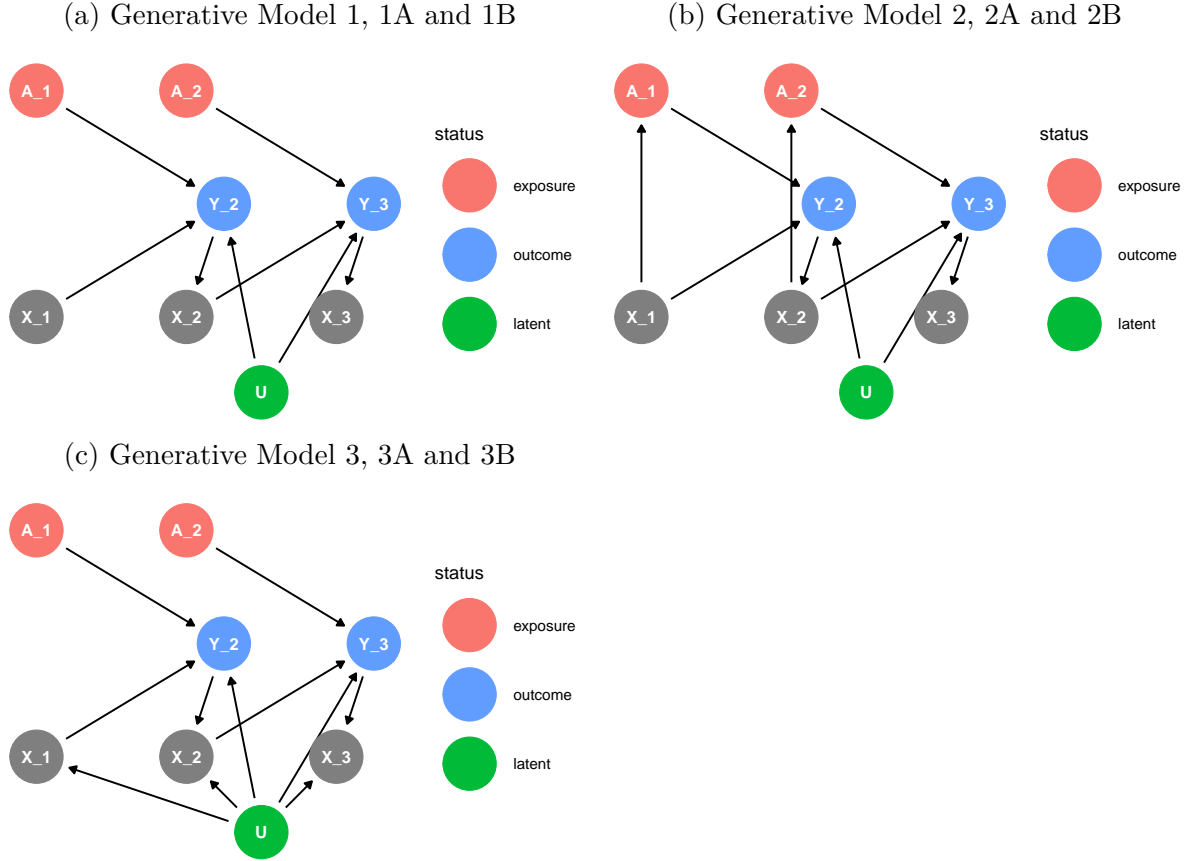 (a) Generative Model 1, 1A and 1B
A_1
A_2
status
exposure
Y_2
Y_3
outcome
X_1
X_2
X_3
latent
U
(b) Generative Model 2, 2A and 2B
A_1
A_2
status
exposure
Y_2
Y_3
outcome
X_1
X_2
X_3
latent
U
(c) Generative Model 3, 3A and 3B
A_1
A_2
status
exposure
Y_2
Y_3
outcome
X_1
X_2
X_3
latent
U